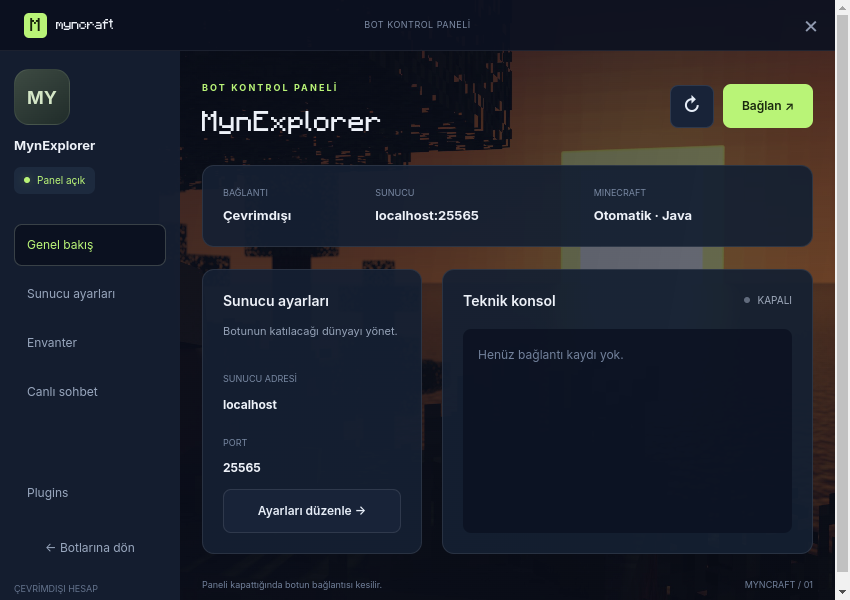 myncraft
BOT KONTROL PANELİ
MY
MynExplorer
Panel açık
Genel bakış
Sunucu ayarları
Envanter
Canlı sohbet
Plugins
← Botlarına dön
ÇEVRİMDIŞI HESAP
BOT KONTROL PANELİ
MynExplorer
Bağlan ↗
BAĞLANTI
Çevrimdışı
SUNUCU
localhost:25565
MINECRAFT
Otomatik · Java
Sunucu ayarları
Botunun katılacağı dünyayı yönet.
SUNUCU ADRESİ
localhost
PORT
25565
Ayarları düzenle →
Teknik konsol
KAPALI
Henüz bağlantı kaydı yok.
Paneli kapattığında botun bağlantısı kesilir.
MYNCRAFT / 01